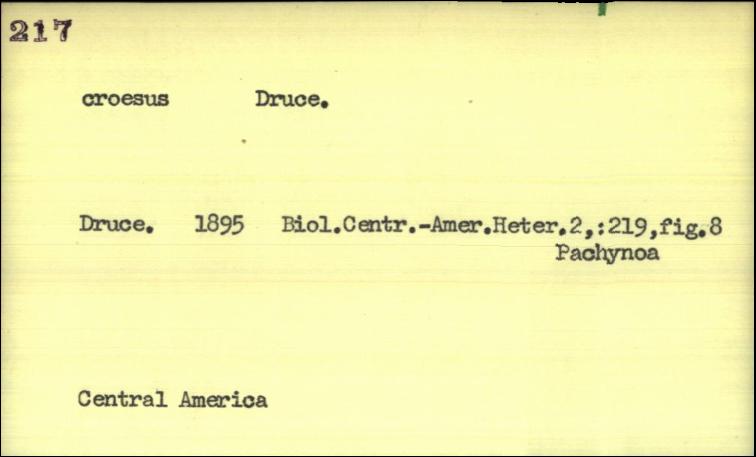 217
croesus Druce.
Druce. 1895 Biol.Centr.-Amer.Heter.2,:219,fig.8
Pachynoa
Central America